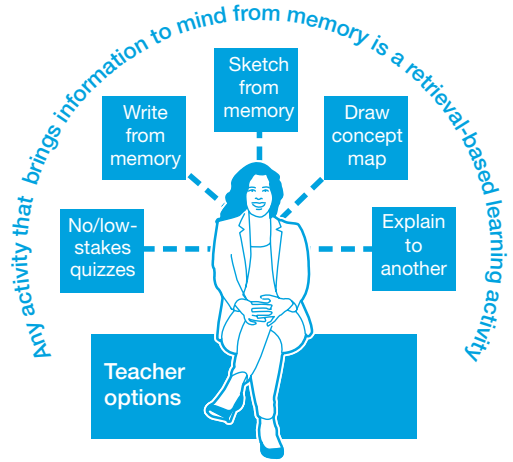 Any activity that brings information to mind from memory is a retrieval-based learning activity
Sketch
from
memory
Write
from
memory
Draw
concept
map
No/low-
stakes
quizzes
Explain
to
another
Teacher
options